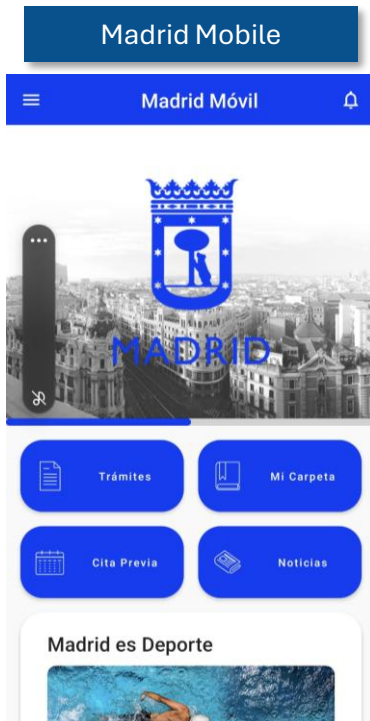 Madrid Mobile
Madrid Móvil
MADRID
Trámites
Mi Carpeta
Cita Previa
Noticias
Madrid es Deporte